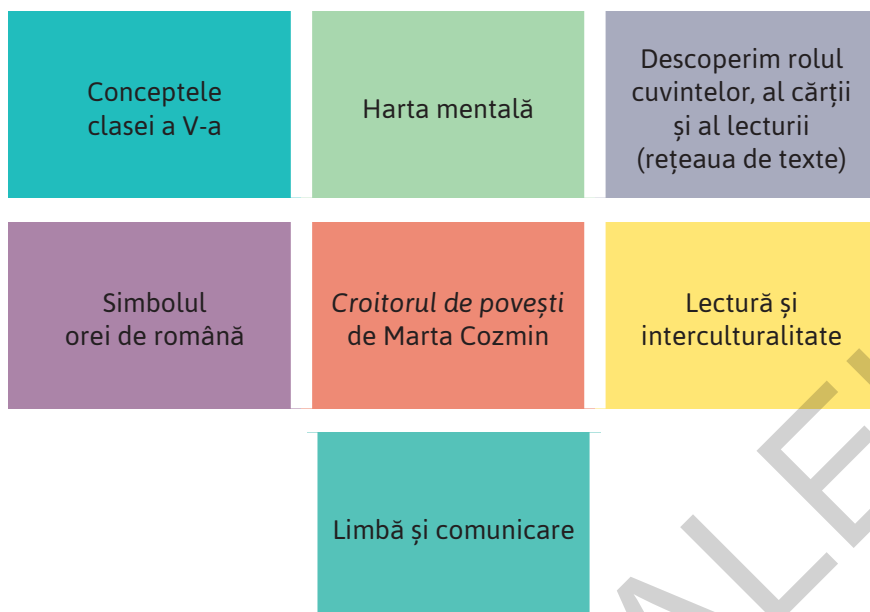 Conceptele
clasei a V-a
Harta mentală
Descoperim rolul
cuvintelor, al cărții
și al lecturii
(rețeaua de texte)
Simbolul
orei de română
Croitorul de povești
de Marta Cozmin
Lectură și
interculturalitate
Limbă și comunicare